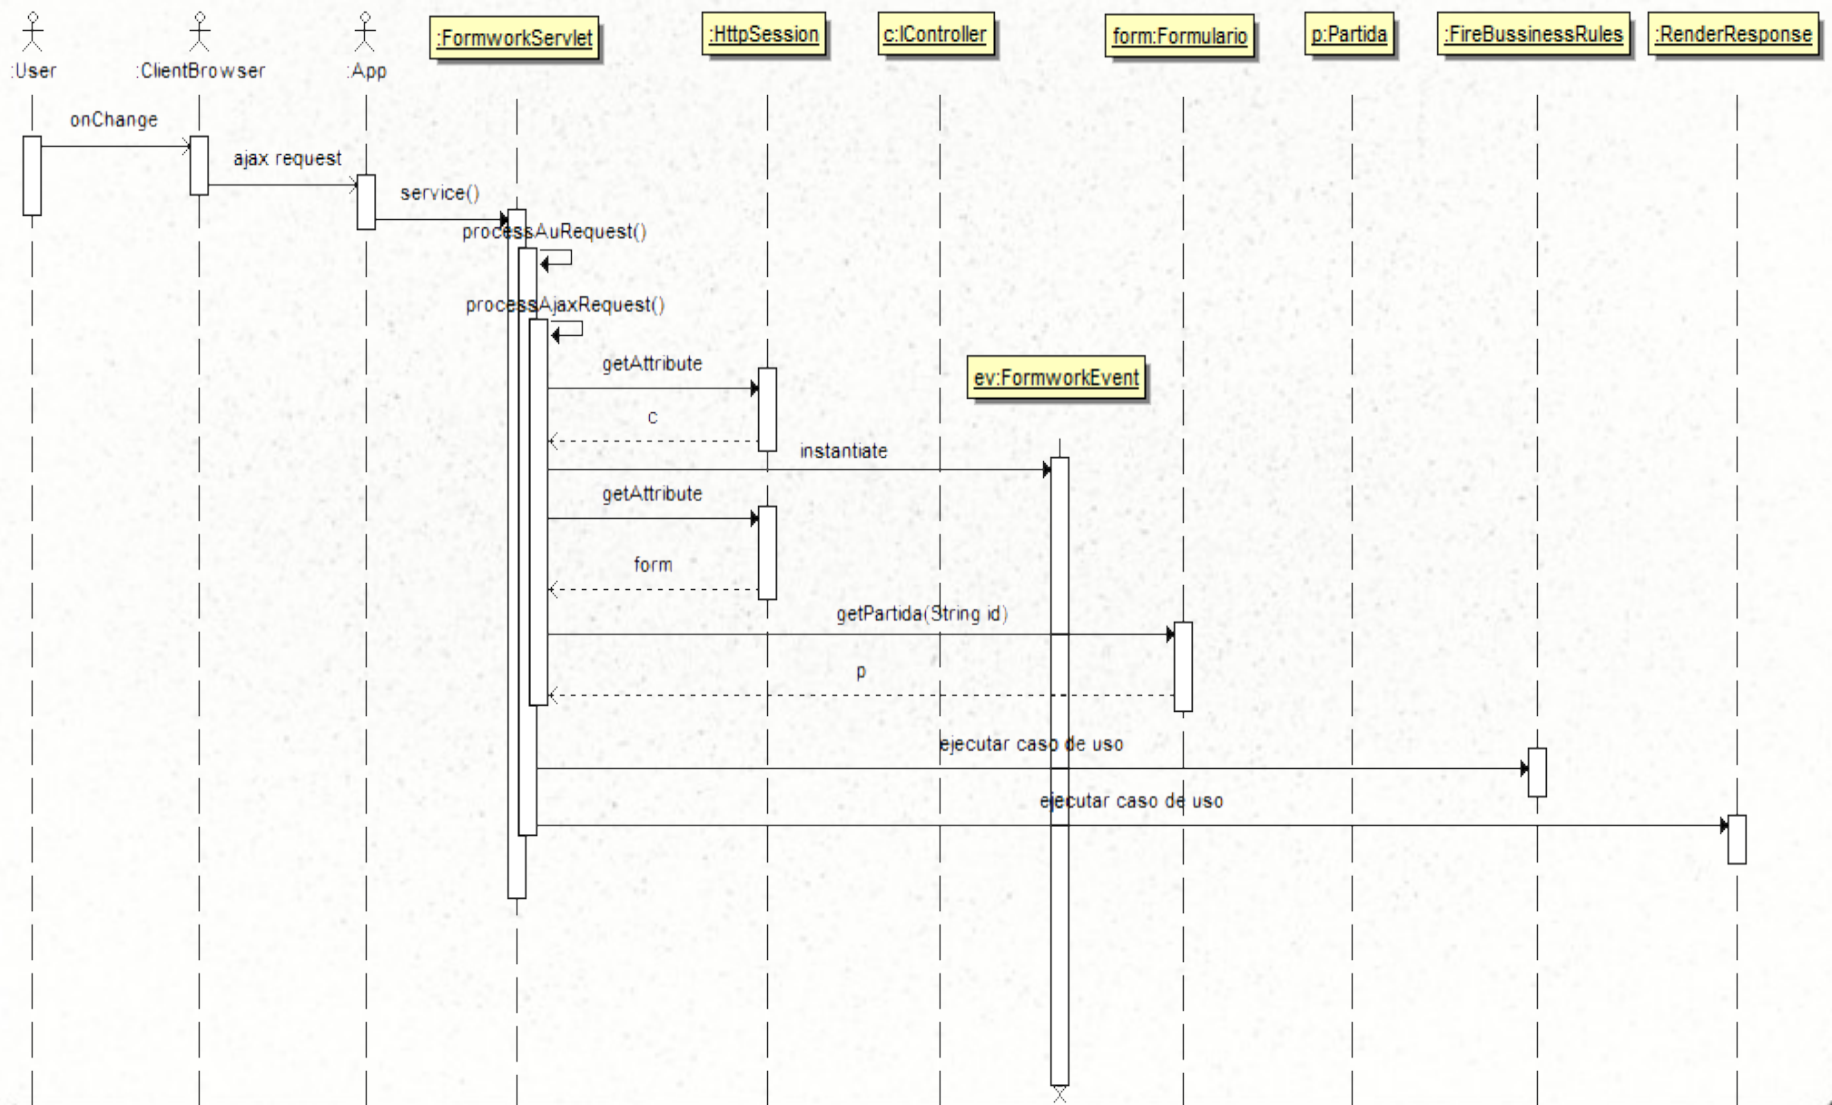 :User
:ClientBrowser
:App
:FormworkServlet
:HttpSession
c:IController
form:Formulario
p:Partida
:FireBussinessRules
:RenderResponse
onChange
ajax request
service()
processAuRequest()
processAjaxRequest()
getAttribute
ev:FormworkEvent
c
instantiate
getAttribute
form
getPartida(String id)
p
ejecutar caso de uso
ejecutar caso de uso